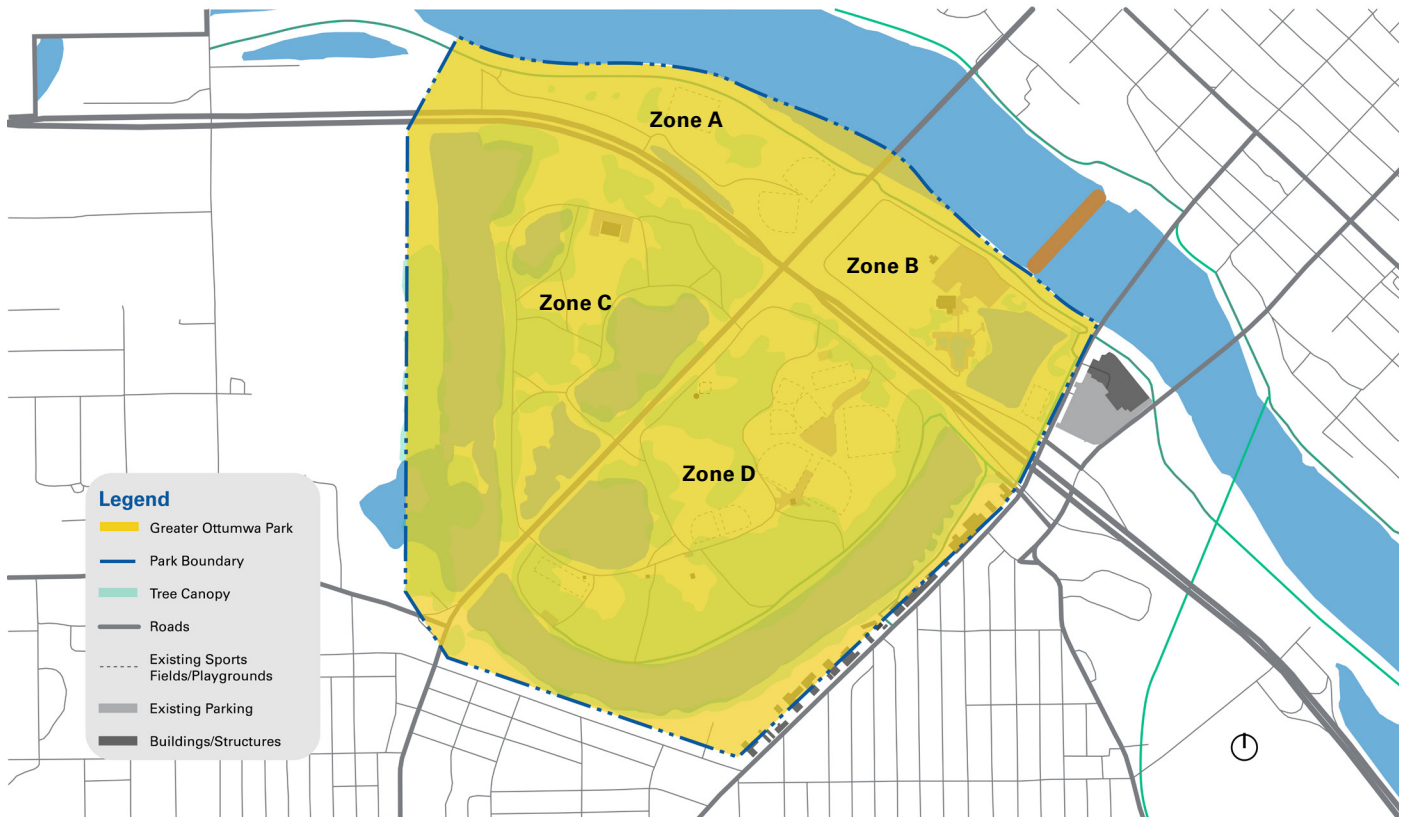 Zone A
Zone B
Zone C
Zone D
Legend
Greater Ottumwa Park
Park Boundary
Tree Canopy
Roads
Existing Sports
Fields/Playgrounds
Existing Parking
Buildings/Structures